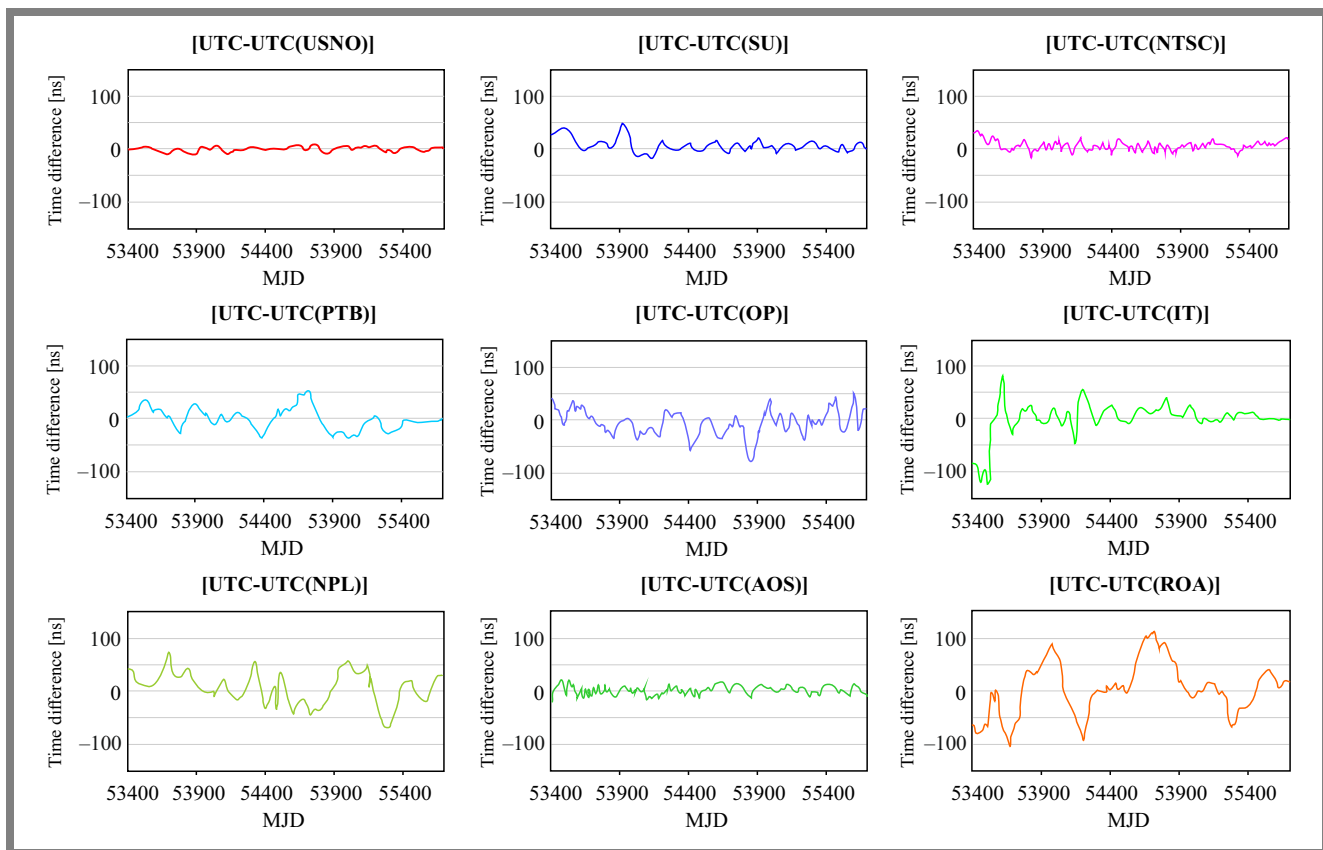 [UTC-UTC(USNO)]
Time difference [ns]
100
0
–100
53400 53900 54400 53900 55400
MJD
[UTC-UTC(SU)]
Time difference [ns]
100
0
–100
53400 53900 54400 53900 55400
MJD
[UTC-UTC(NTSC)]
Time difference [ns]
100
0
–100
53400 53900 54400 53900 55400
MJD
[UTC-UTC(PTB)]
Time difference [ns]
100
0
–100
53400 53900 54400 53900 55400
MJD
[UTC-UTC(OP)]
Time difference [ns]
100
0
–100
53400 53900 54400 53900 55400
MJD
[UTC-UTC(IT)]
Time difference [ns]
100
0
–100
53400 53900 54400 53900 55400
MJD
[UTC-UTC(NPL)]
Time difference [ns]
100
0
–100
53400 53900 54400 53900 55400
MJD
[UTC-UTC(AOS)]
Time difference [ns]
100
0
–100
53400 53900 54400 53900 55400
MJD
[UTC-UTC(ROA)]
Time difference [ns]
100
0
–100
53400 53900 54400 53900 55400
MJD